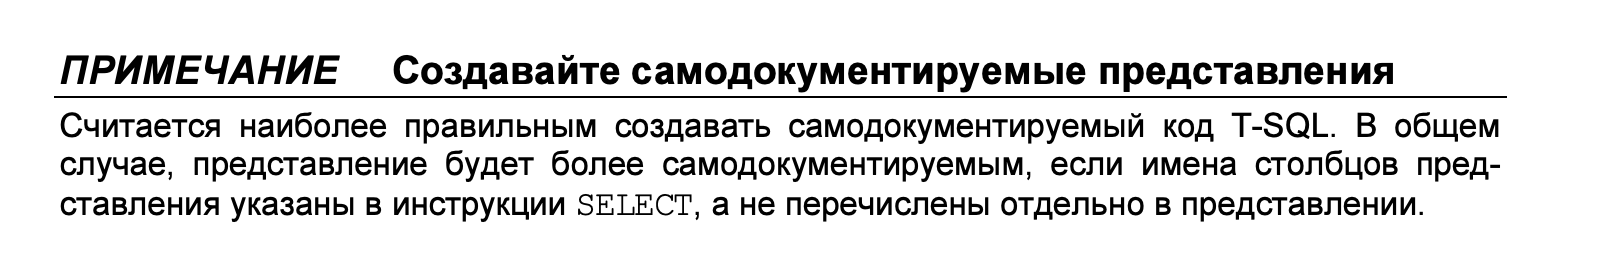 ПРИМЕЧАНИЕ Создавайте самодокументируемые представления
Считается наиболее правильным создавать самодокументируемый код T-SQL. В общем
случае, представление будет более самодокументируемым, если имена столбцов пред-
ставления указаны в инструкции SELECT, а не перечислены отдельно в представлении.